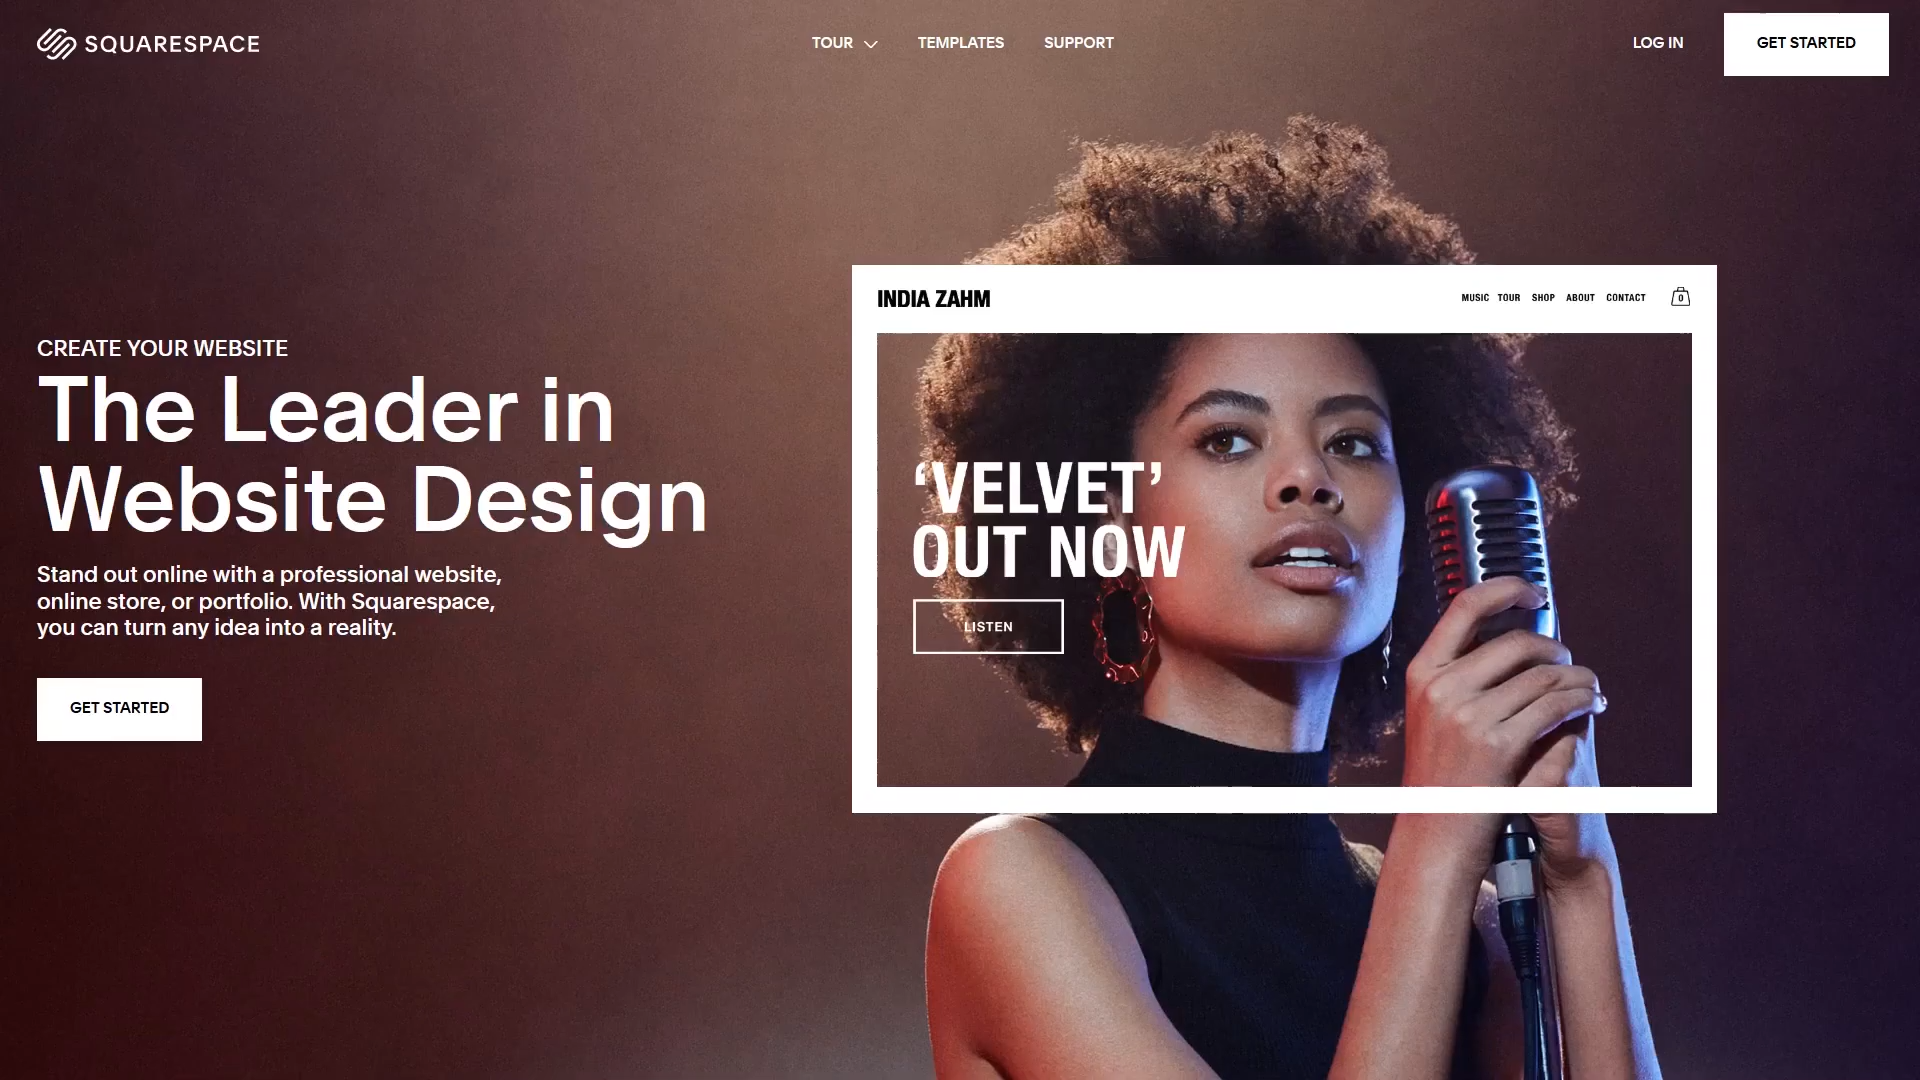 SQUARESPACE
TOUR
TEMPLATES
SUPPORT
LOG IN
GET STARTED
CREATE YOUR WEBSITE
The Leader in
Website Design
Stand out online with a professional website,
online store, or portfolio. With Squarespace,
you can turn any idea into a reality.
GET STARTED
INDIA ZAHM
MUSIC TOUR SHOP ABOUT CONTACT
0
‘VELVET’
OUT NOW
LISTEN